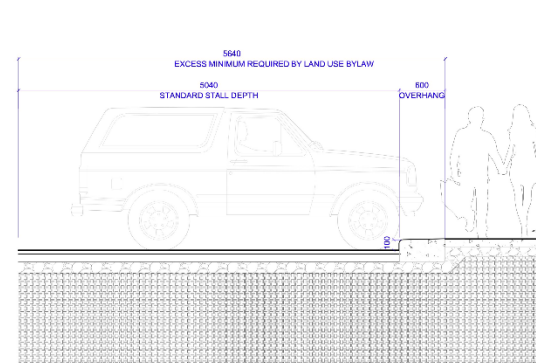 5640
EXCESS MINIMUM REQUIRED BY LAND USE BYLAW
5040
STANDARD STALL DEPTH
600
OVERHANG
100